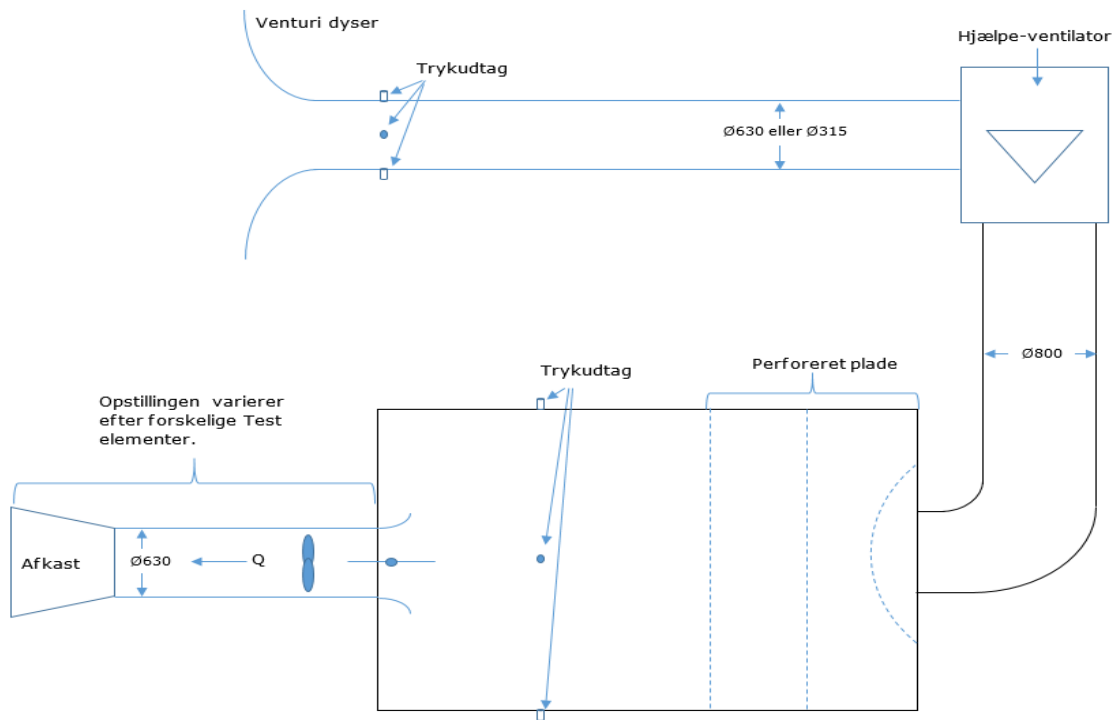 Venturi dyser
Hjælpe-ventilator
Trykudtag
Ø630 eller Ø315
Ø800
Trykudtag
Perforeret plade
Opstillingen varierer
efter forskelige Test
elementer.
Afkast
Ø630
Q